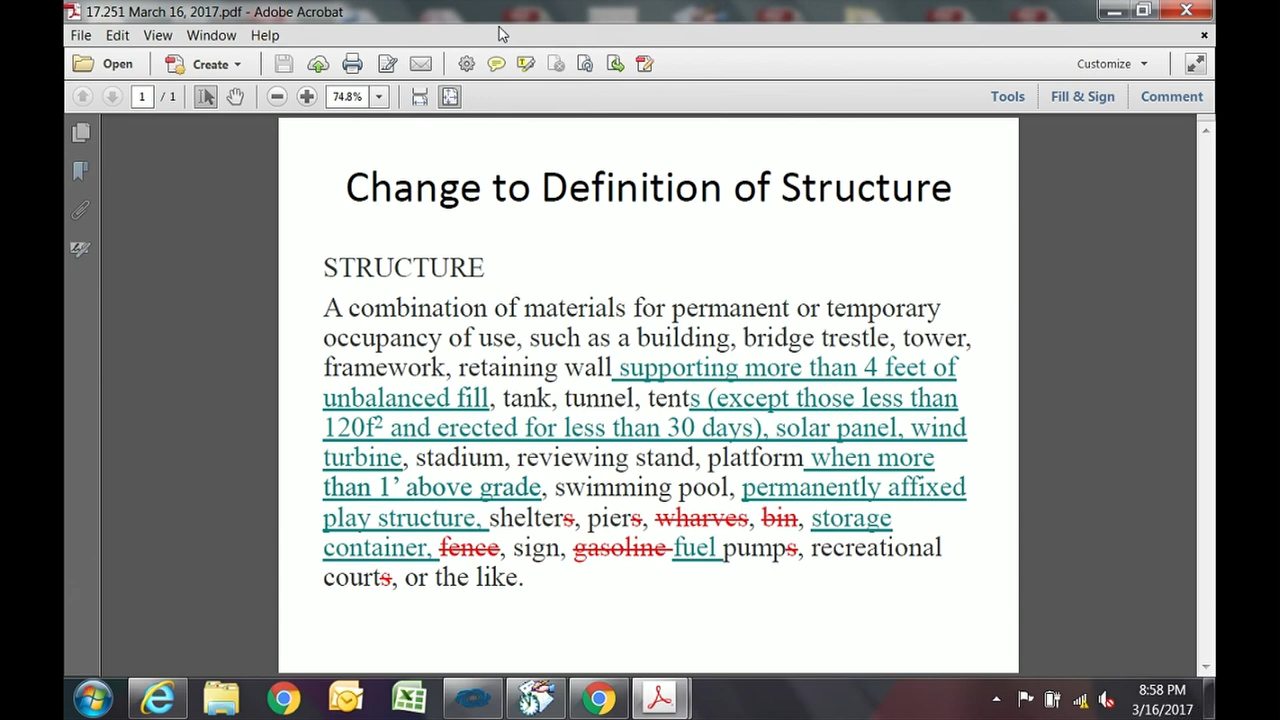 17.251 March 16, 2017.pdf - Adobe Acrobat
File Edit View Window Help
Open Create Customize
1 / 1 74.8% Tools Fill & Sign Comment
Change to Definition of Structure
STRUCTURE
A combination of materials for permanent or temporary
occupancy of use, such as a building, bridge trestle, tower,
framework, retaining wall supporting more than 4 feet of
unbalanced fill, tank, tunnel, tents (except those less than
120f² and erected for less than 30 days), solar panel, wind
turbine, stadium, reviewing stand, platform when more
than 1’ above grade, swimming pool, permanently affixed
play structure, shelters, piers, wharves, bin, storage
container, fence, sign, gasoline fuel pumps, recreational
courts, or the like.
8:58 PM
3/16/2017